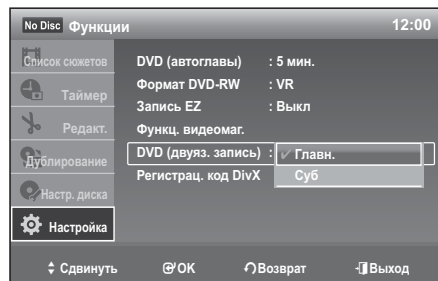 No Disc Функции 12:00
Список сюжетов
Таймер
Редакт.
Дублирование
Настр. диска
Настройка
DVD (автоглавы) : 5 мин.
Формат DVD-RW : VR
Запись EZ : Выкл
Функц. видеомаг.
DVD (двуяз. запись) : ✔ Главн.
Суб
Регистрац. код DivX
Сдвинуть OK Возврат Выход